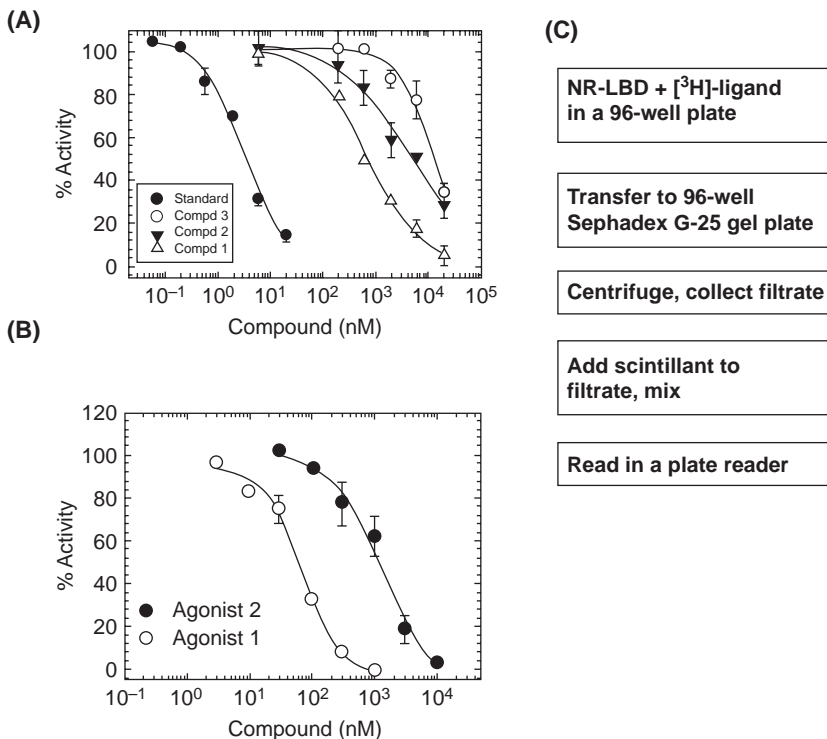 (A)
100
80
60
40
20
0
% Activity
Standard
Compd 3
Compd 2
Compd 1
10⁻¹ 10⁰ 10¹ 10² 10³ 10⁴ 10⁵
Compound (nM)
(B)
120
100
80
60
40
20
0
% Activity
Agonist 2
Agonist 1
10⁻¹ 10⁰ 10¹ 10² 10³ 10⁴
Compound (nM)
(C)
NR-LBD + [³H]-ligand
in a 96-well plate
Transfer to 96-well
Sephadex G-25 gel plate
Centrifuge, collect filtrate
Add scintillant to
filtrate, mix
Read in a plate reader